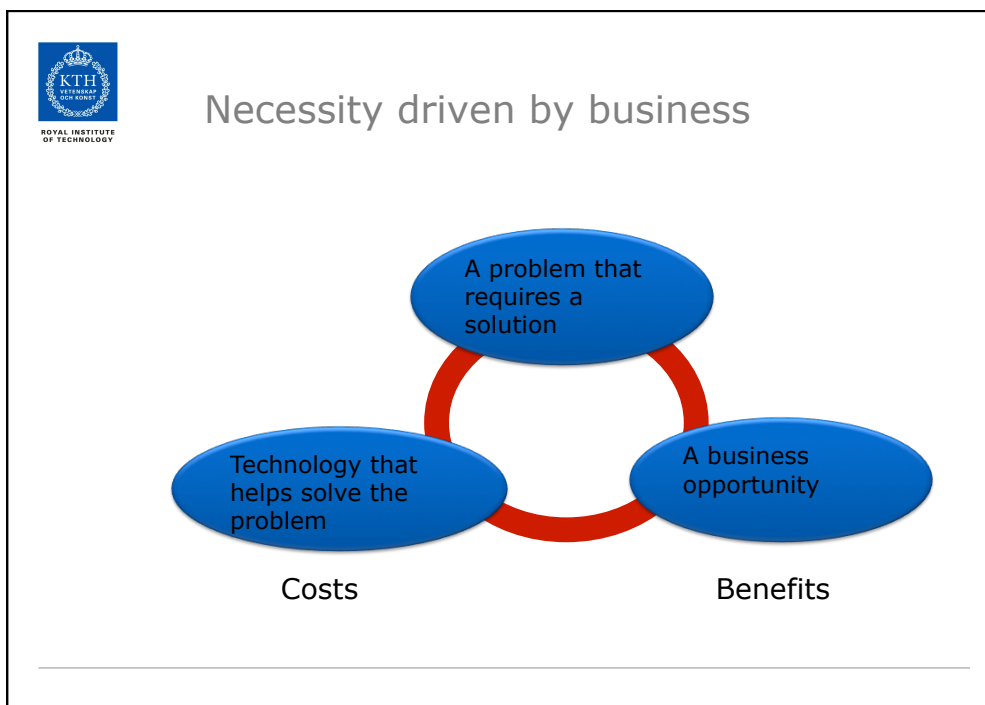 KTH
VETENSKAP
OCH KONST
ROYAL INSTITUTE
OF TECHNOLOGY
Necessity driven by business
A problem that
requires a
solution
Technology that
helps solve the
problem
A business
opportunity
Costs
Benefits